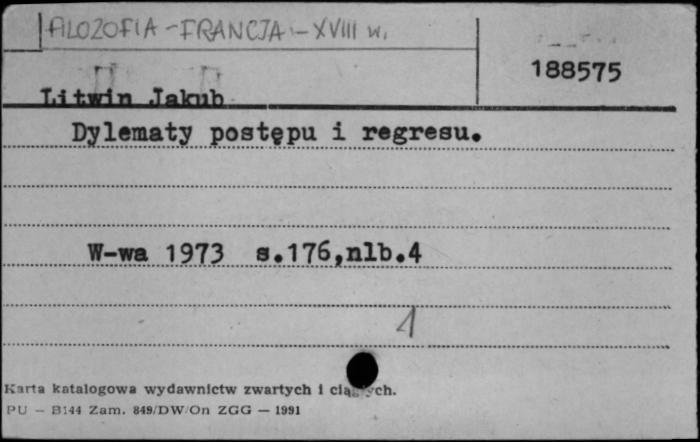 FILOZOFIA - FRANCJA - XVIII w.
188575
Litwin Jakub
Dylematy postępu i regresu.
W-wa 1973 s.176,nlb.4
1
Karta katalogowa wydawnictw zwartych i ciągłych.
PU — B144 Zam. 849/DW/On ZGG — 1991